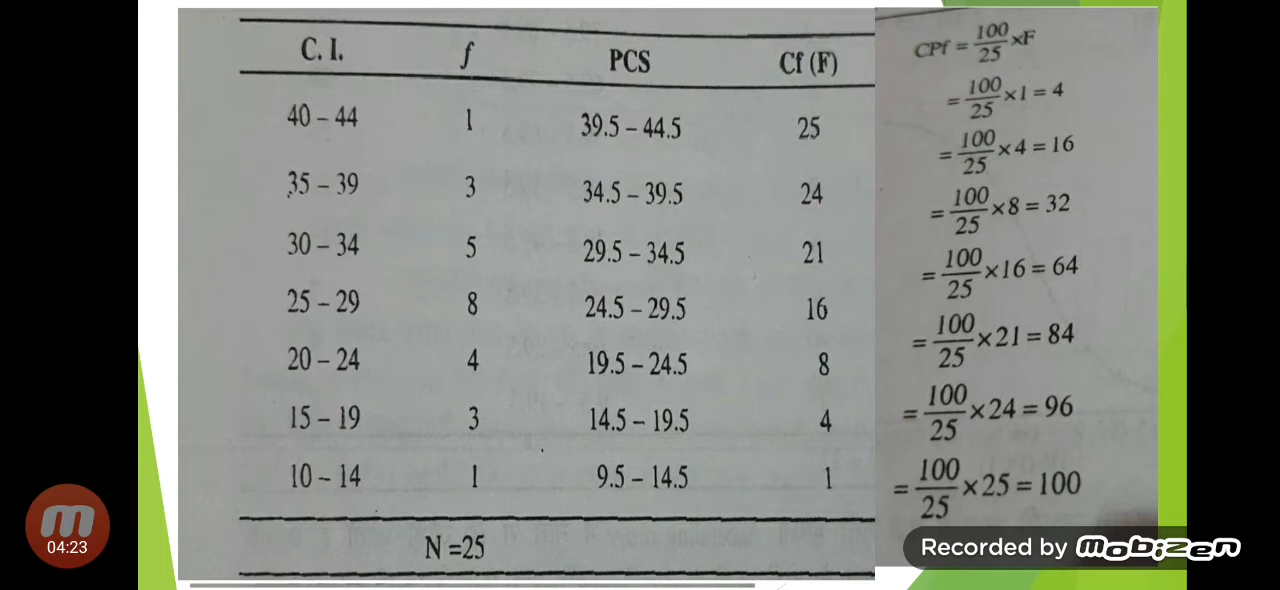 C. I. f PCS Cf (F)
40 – 44 1 39.5 – 44.5 25
35 – 39 3 34.5 – 39.5 24
30 – 34 5 29.5 – 34.5 21
25 – 29 8 24.5 – 29.5 16
20 – 24 4 19.5 – 24.5 8
15 – 19 3 14.5 – 19.5 4
10 – 14 1 9.5 – 14.5 1
N =25
CPf = 100/25 ×F
= 100/25 ×1 = 4
= 100/25 ×4 = 16
= 100/25 ×8 = 32
= 100/25 ×16 = 64
= 100/25 ×21 = 84
= 100/25 ×24 = 96
= 100/25 ×25 = 100
04:23
Recorded by mobizen